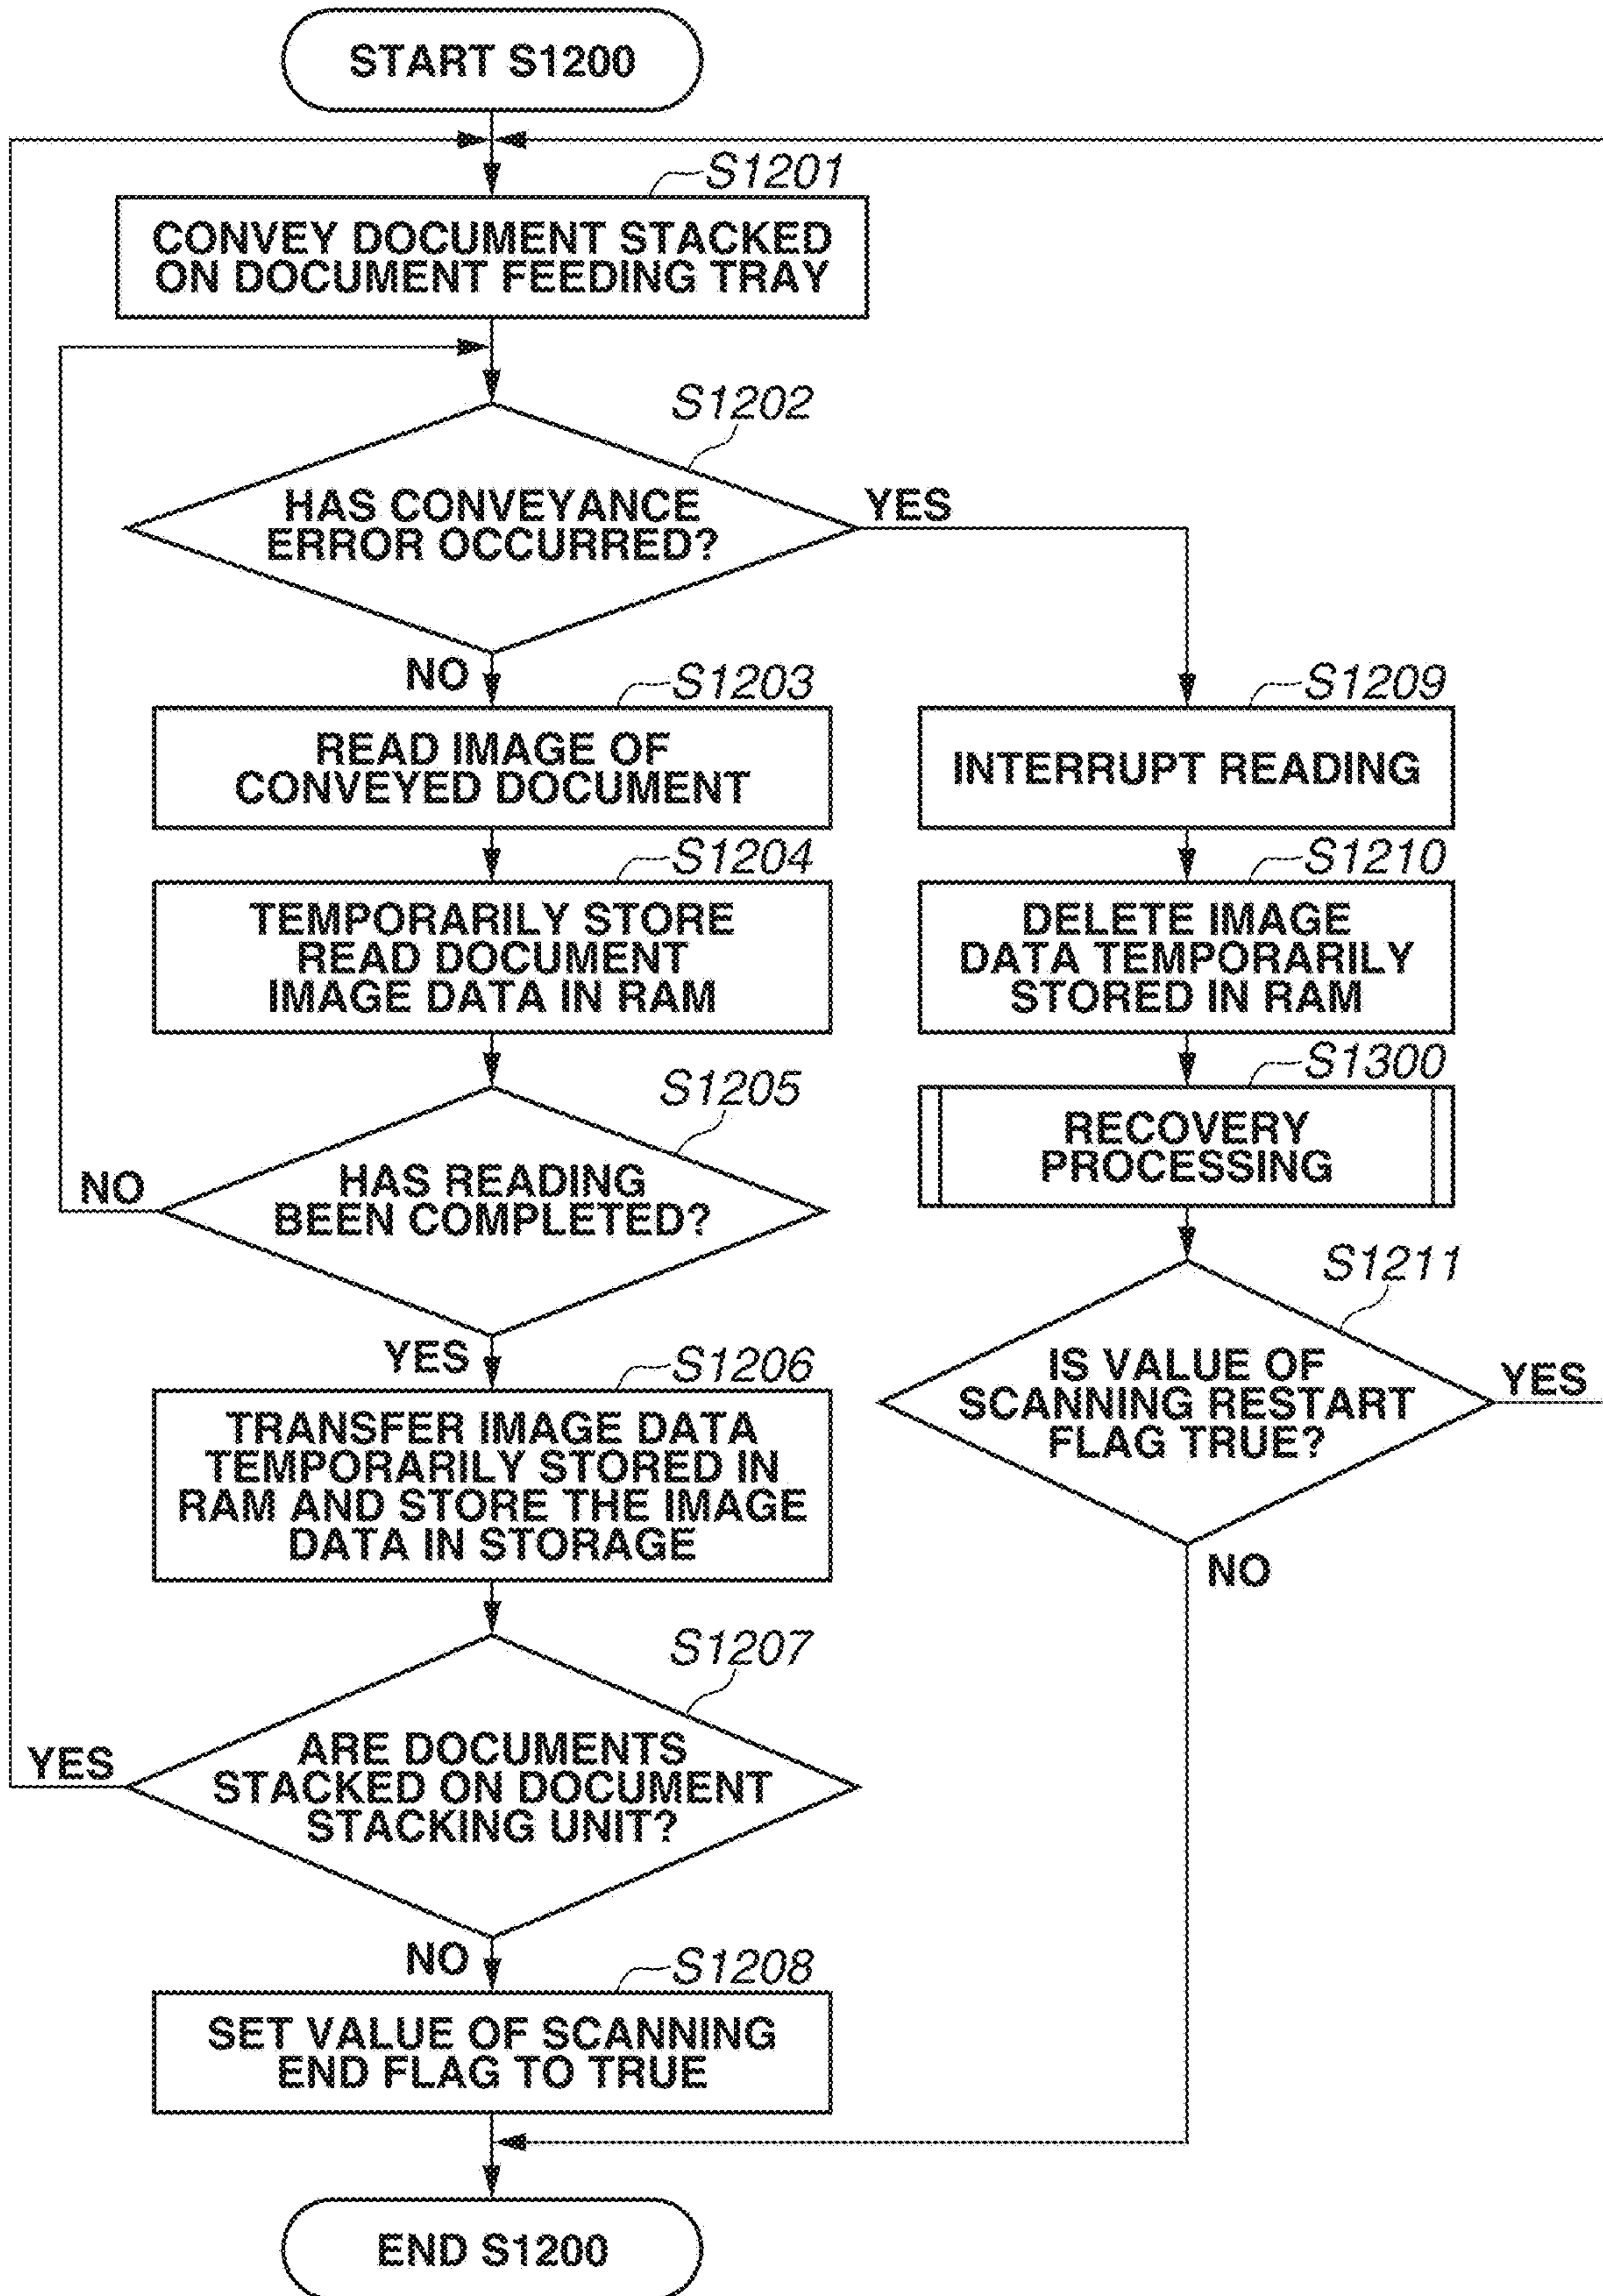 START S1200
S1201
CONVEY DOCUMENT STACKED
ON DOCUMENT FEEDING TRAY
S1202
HAS CONVEYANCE
ERROR OCCURRED?
YES
NO
S1203
READ IMAGE OF
CONVEYED DOCUMENT
S1204
TEMPORARILY STORE
READ DOCUMENT
IMAGE DATA IN RAM
S1205
HAS READING
BEEN COMPLETED?
NO
YES
S1206
TRANSFER IMAGE DATA
TEMPORARILY STORED IN
RAM AND STORE THE IMAGE
DATA IN STORAGE
S1207
ARE DOCUMENTS
STACKED ON DOCUMENT
STACKING UNIT?
YES
NO
S1208
SET VALUE OF SCANNING
END FLAG TO TRUE
END S1200
S1209
INTERRUPT READING
S1210
DELETE IMAGE
DATA TEMPORARILY
STORED IN RAM
S1300
RECOVERY
PROCESSING
S1211
IS VALUE OF
SCANNING RESTART
FLAG TRUE?
YES
NO